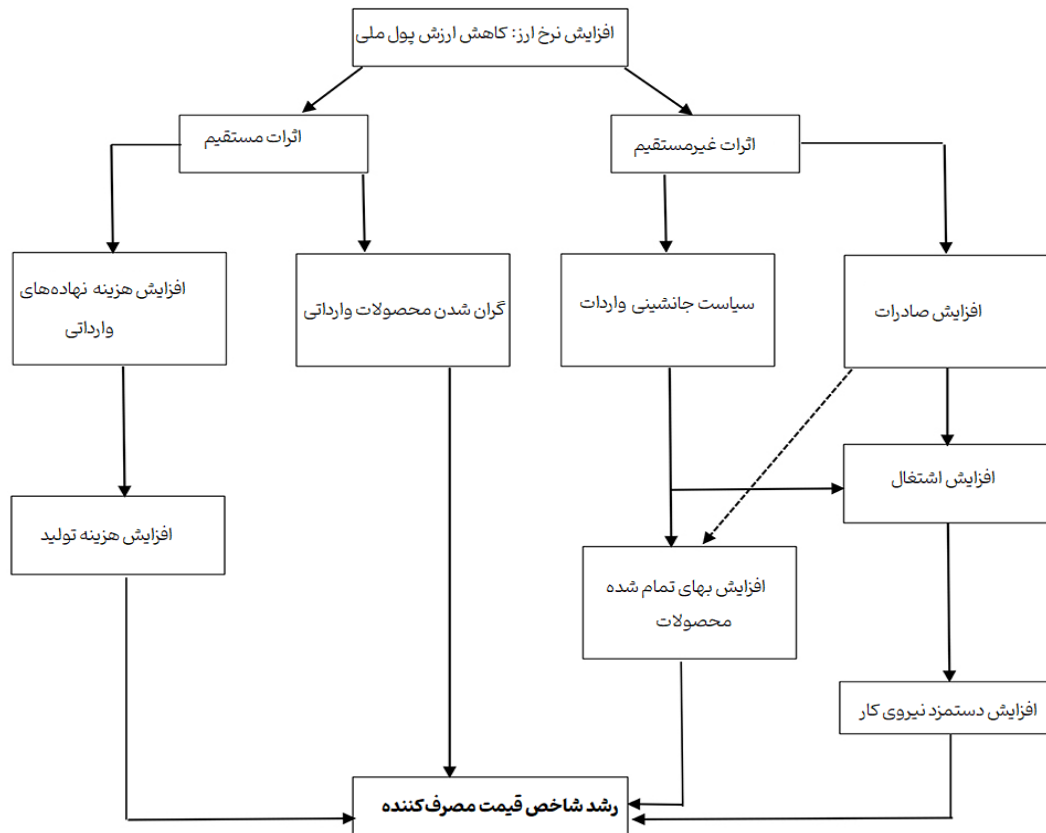 افزایش نرخ ارز: کاهش ارزش پول ملی
اثرات غیرمستقیم
اثرات مستقیم
افزایش صادرات
سیاست جانشینی واردات
گران شدن محصولات وارداتی
افزایش هزینه نهاده‌های
وارداتی
افزایش اشتغال
افزایش هزینه تولید
افزایش بهای تمام شده
محصولات
افزایش دستمزد نیروی کار
رشد شاخص قیمت مصرف‌کننده